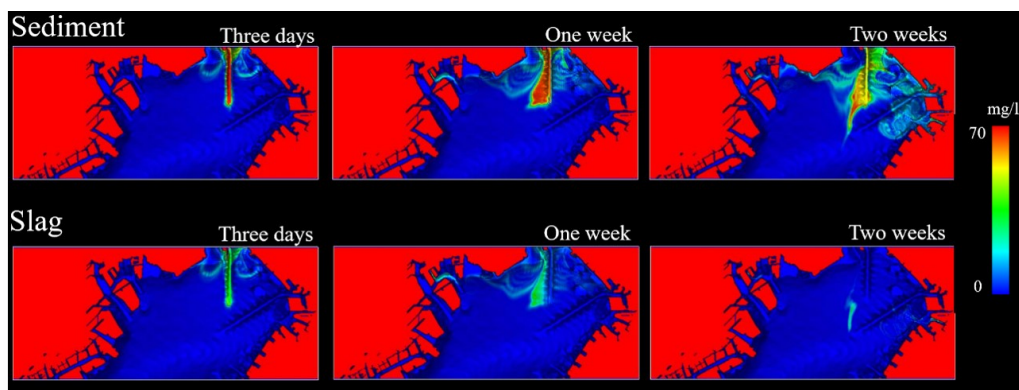 Sediment
Three days
One week
Two weeks
mg/l
70
0
Slag
Three days
One week
Two weeks